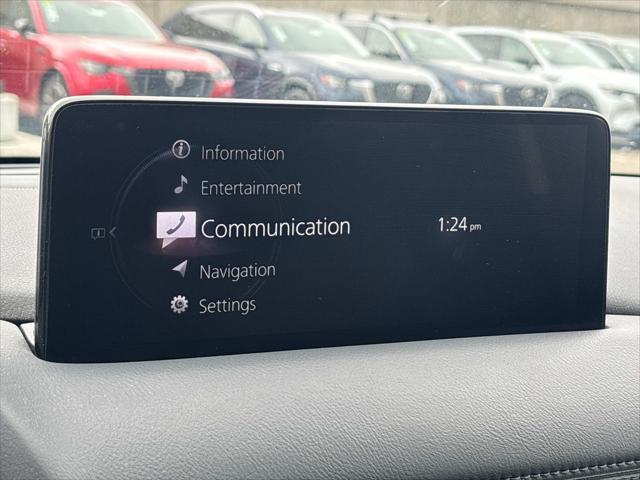 Information
Entertainment
Communication
1:24 pm
Navigation
Settings